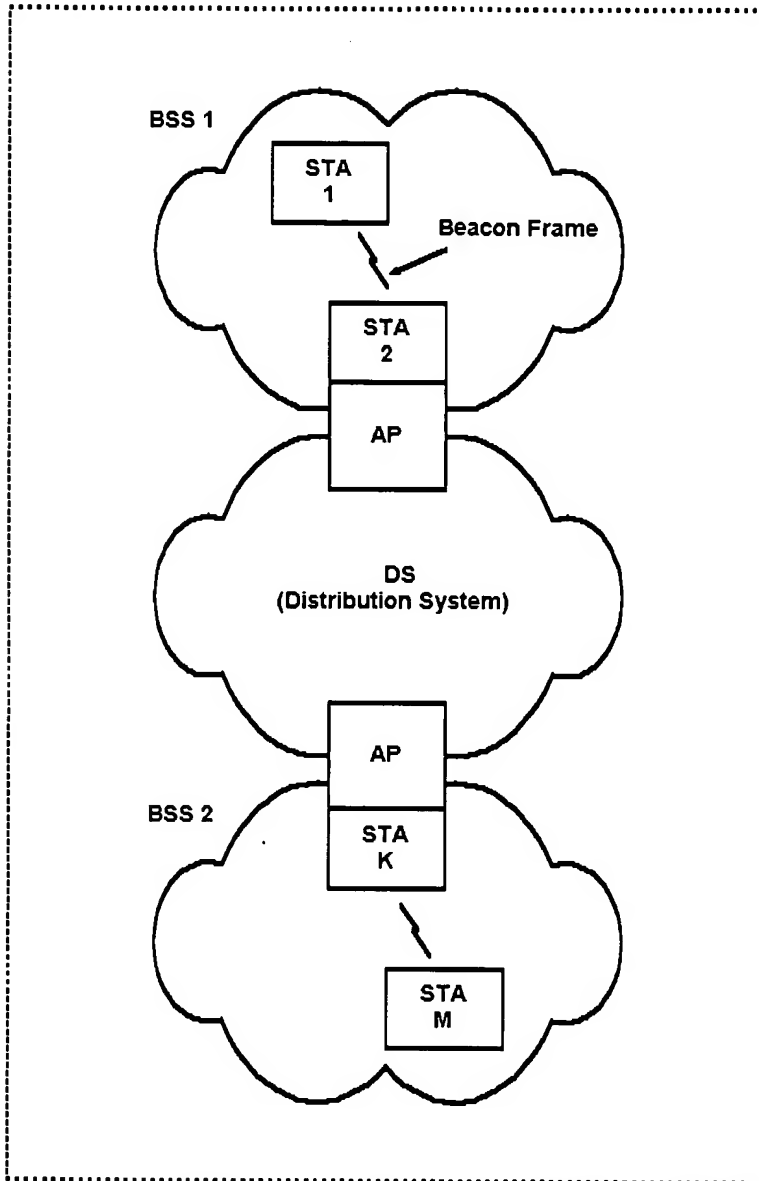 BSS 1
STA
1
Beacon Frame
STA
2
AP
DS
(Distribution System)
AP
BSS 2
STA
K
STA
M